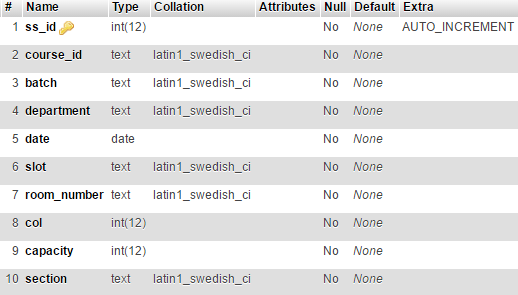 # Name Type Collation Attributes Null Default Extra
1 ss_id int(12) No None AUTO_INCREMENT
2 course_id text latin1_swedish_ci No None
3 batch text latin1_swedish_ci No None
4 department text latin1_swedish_ci No None
5 date date No None
6 slot text latin1_swedish_ci No None
7 room_number text latin1_swedish_ci No None
8 col int(12) No None
9 capacity int(12) No None
10 section text latin1_swedish_ci No None